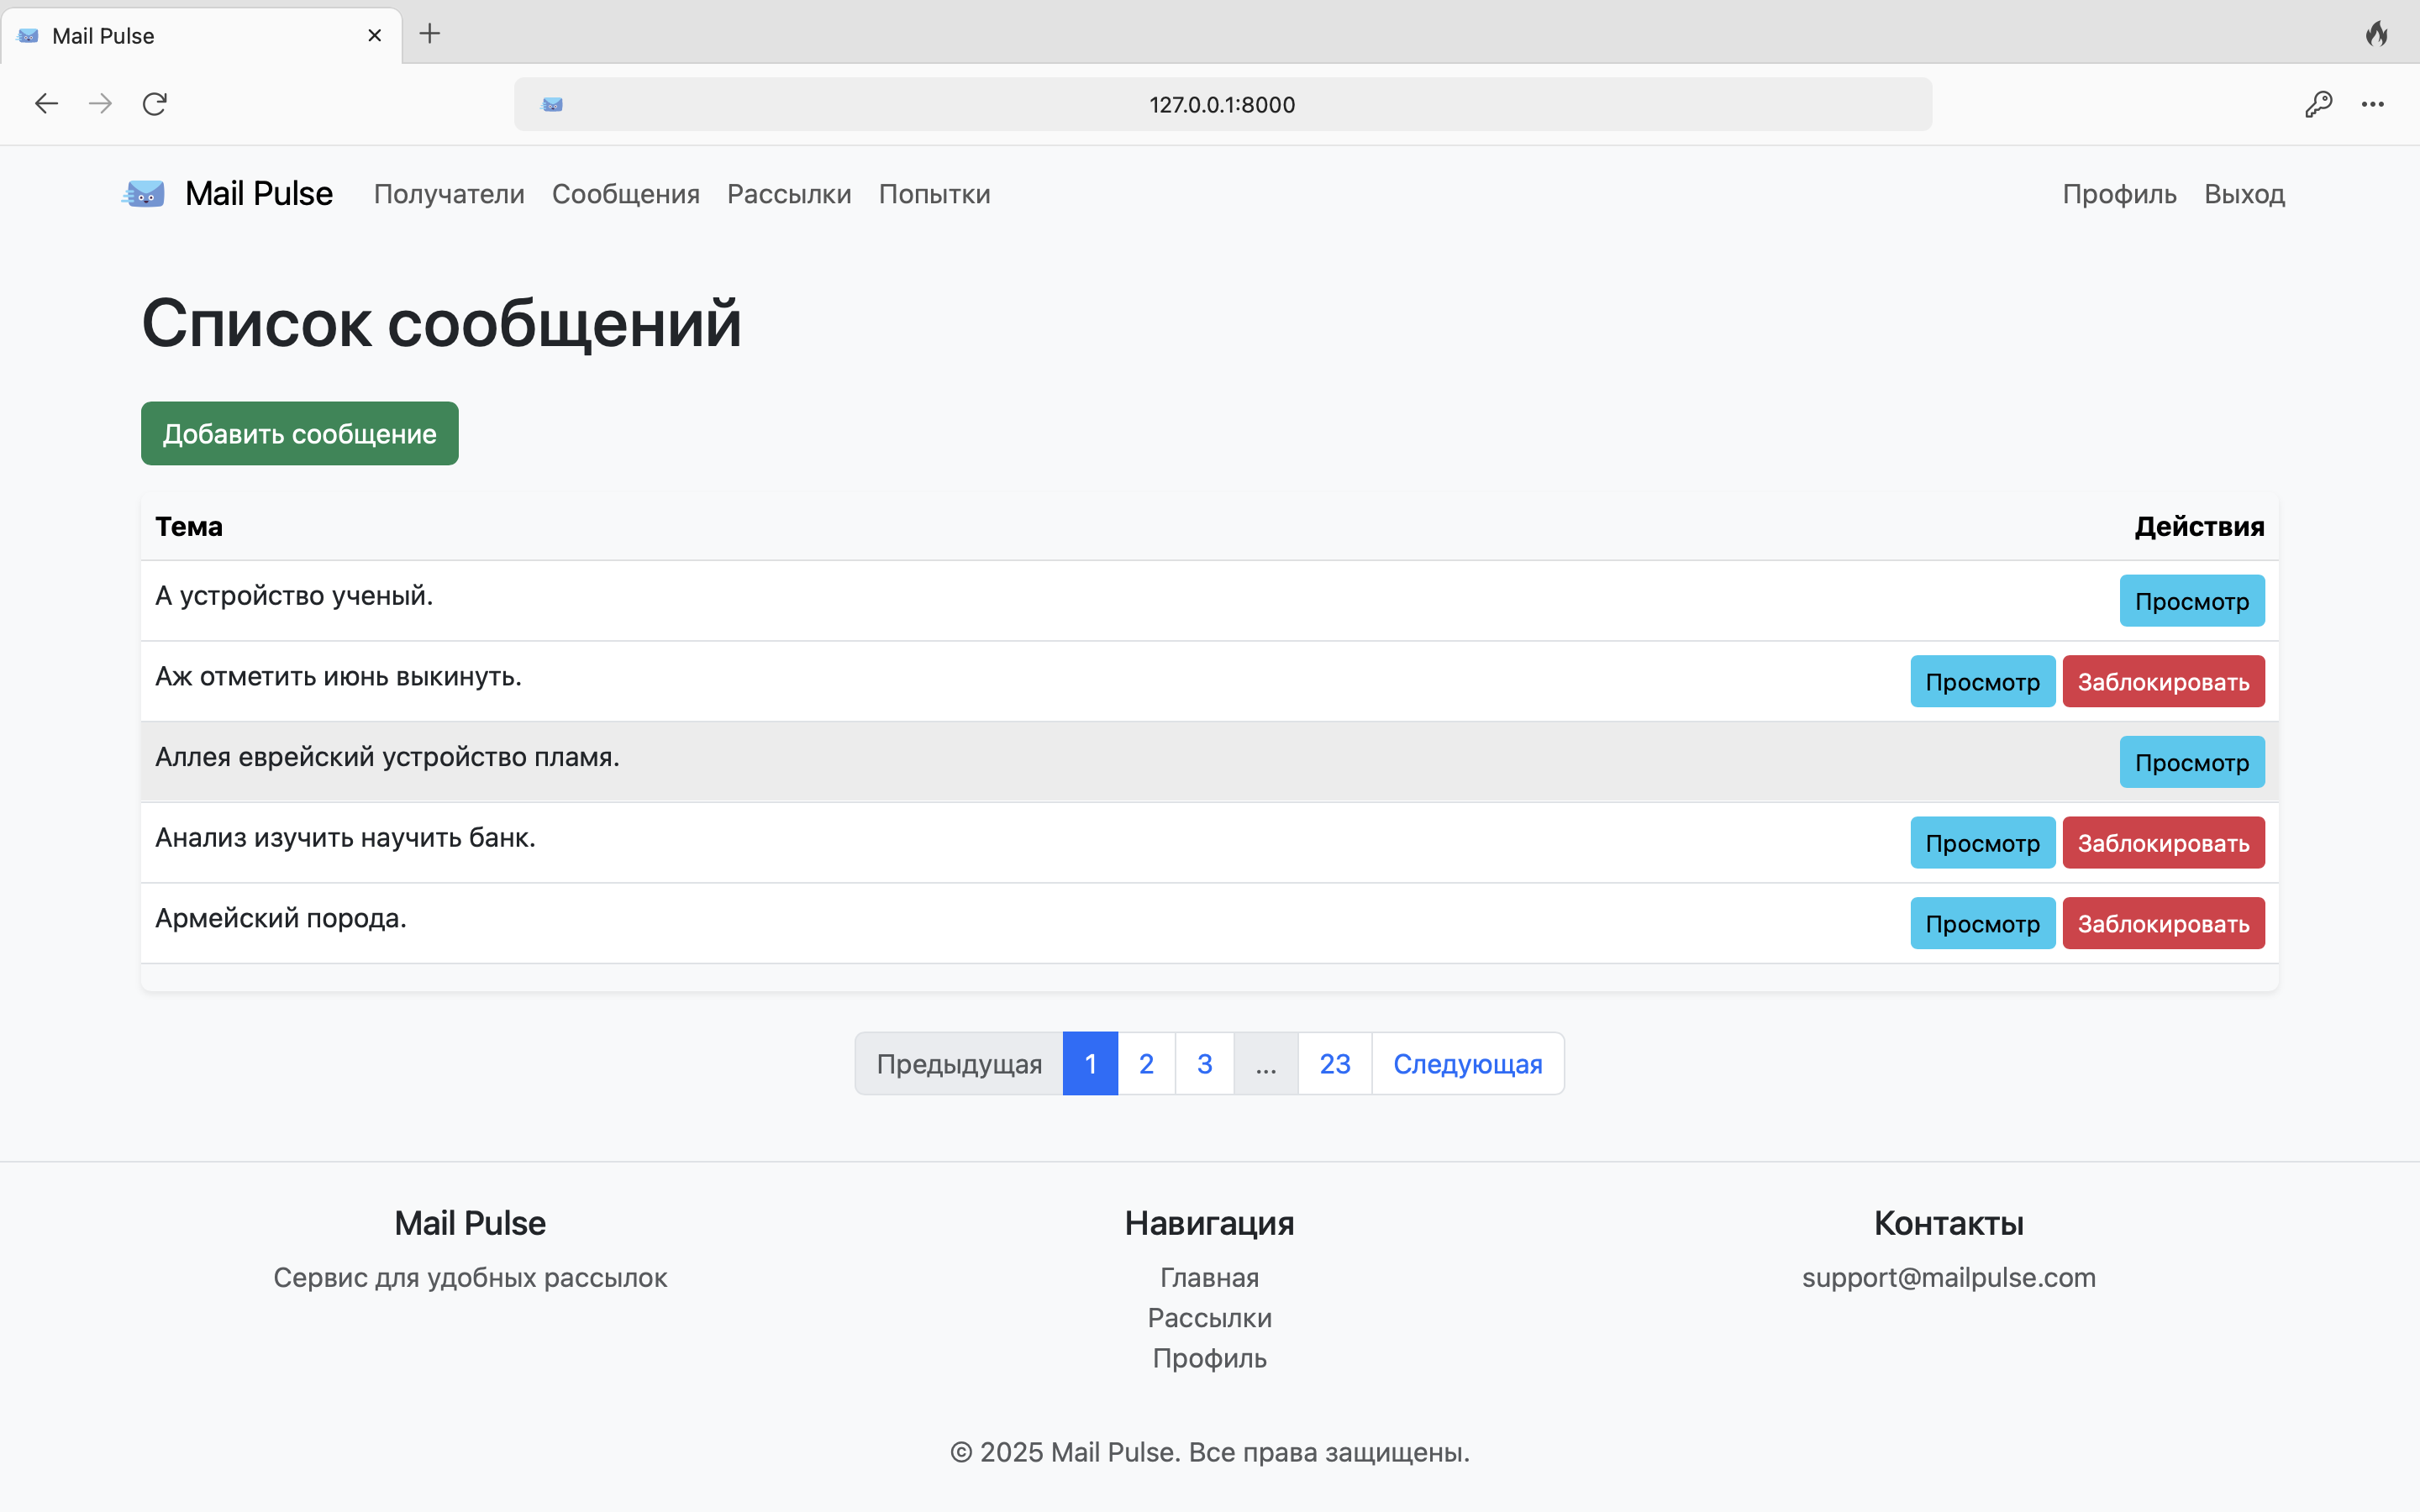 Mail Pulse
127.0.0.1:8000
Mail Pulse Получатели Сообщения Рассылки Попытки Профиль Выход
Список сообщений
Добавить сообщение
Тема Действия
А устройство ученый. Просмотр
Аж отметить июнь выкинуть. Просмотр Заблокировать
Аллея еврейский устройство пламя. Просмотр
Анализ изучить научить банк. Просмотр Заблокировать
Армейский порода. Просмотр Заблокировать
Предыдущая 1 2 3 ... 23 Следующая
Mail Pulse
Сервис для удобных рассылок
Навигация
Главная
Рассылки
Профиль
Контакты
support@mailpulse.com
© 2025 Mail Pulse. Все права защищены.